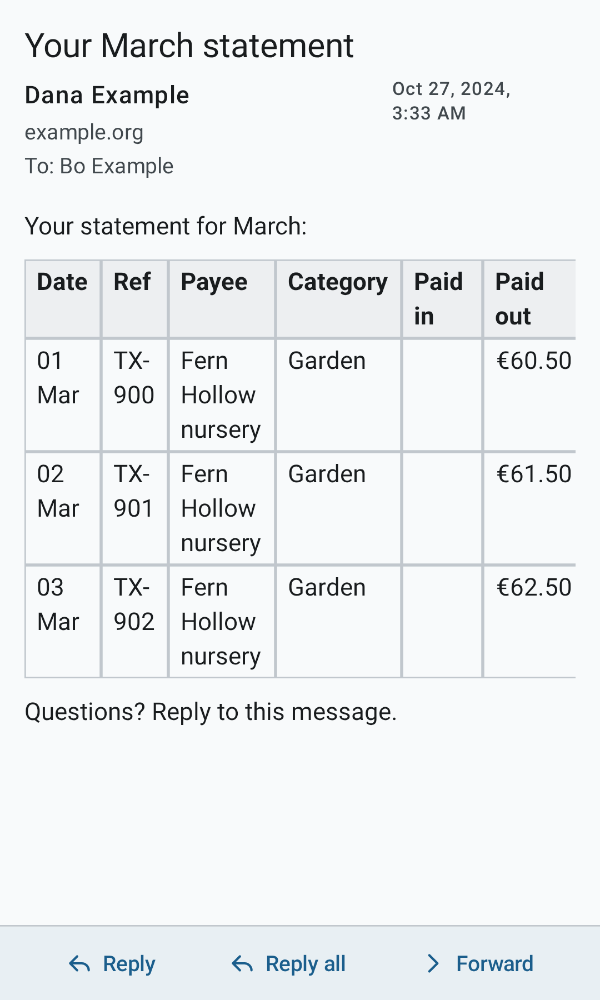 Your March statement
Dana Example
Oct 27, 2024,
3:33 AM
example.org
To: Bo Example
Your statement for March:
Date Ref Payee Category Paid in Paid out
01 Mar TX-900 Fern Hollow nursery Garden €60.50
02 Mar TX-901 Fern Hollow nursery Garden €61.50
03 Mar TX-902 Fern Hollow nursery Garden €62.50
Questions? Reply to this message.
Reply Reply all Forward